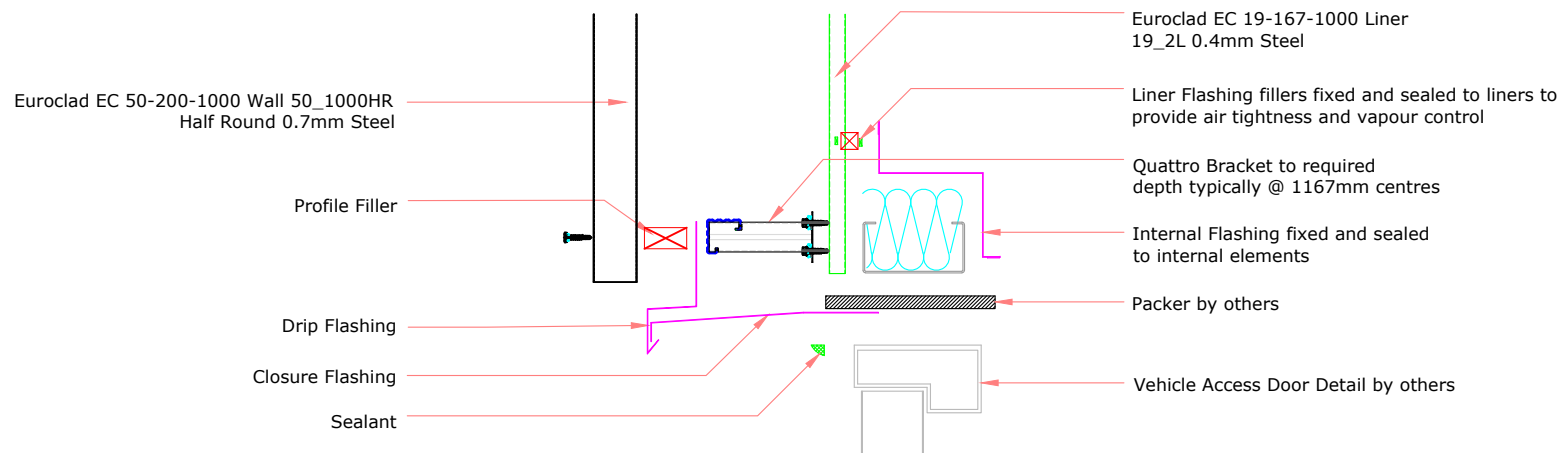 Euroclad EC 50-200-1000 Wall 50_1000HR
Half Round 0.7mm Steel
Profile Filler
Drip Flashing
Closure Flashing
Sealant
Euroclad EC 19-167-1000 Liner
19_2L 0.4mm Steel
Liner Flashing fillers fixed and sealed to liners to
provide air tightness and vapour control
Quattro Bracket to required
depth typically @ 1167mm centres
Internal Flashing fixed and sealed
to internal elements
Packer by others
Vehicle Access Door Detail by others